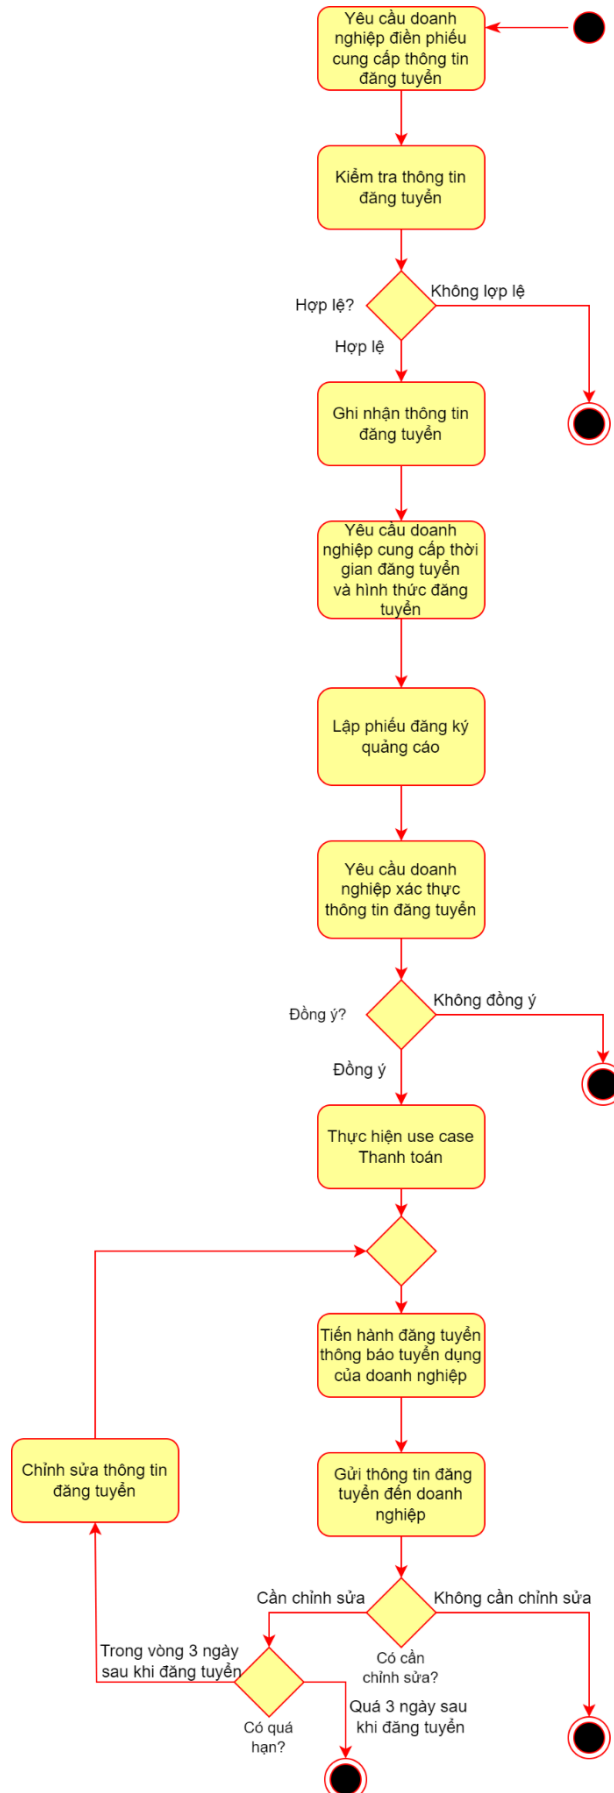 Yêu cầu doanh
nghiệp điền phiếu
cung cấp thông tin
đăng tuyển
Kiểm tra thông tin
đăng tuyển
Không lợp lệ
Hợp lệ?
Hợp lệ
Ghi nhận thông tin
đăng tuyển
Yêu cầu doanh
nghiệp cung cấp thời
gian đăng tuyển
và hình thức đăng
tuyển
Lập phiếu đăng ký
quảng cáo
Yêu cầu doanh
nghiệp xác thực
thông tin đăng tuyển
Không đồng ý
Đồng ý?
Đồng ý
Thực hiện use case
Thanh toán
Tiến hành đăng tuyển
thông báo tuyển dụng
của doanh nghiệp
Chỉnh sửa thông tin
đăng tuyển
Gửi thông tin đăng
tuyển đến doanh
nghiệp
Cần chỉnh sửa
Không cần chỉnh sửa
Có cần
chỉnh sửa?
Trong vòng 3 ngày
sau khi đăng tuyển
Có quá
hạn?
Quá 3 ngày sau
khi đăng tuyển